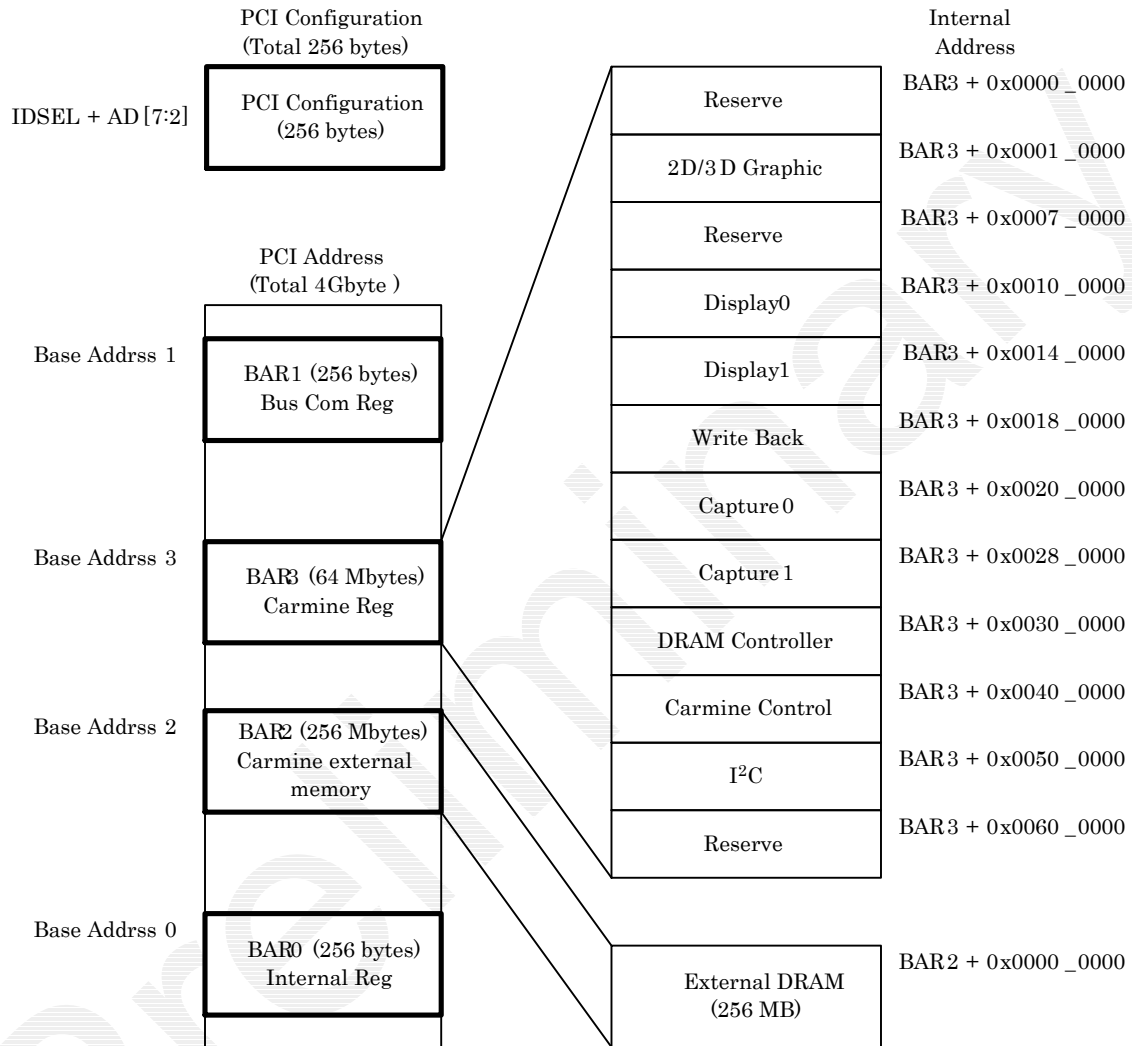 PCI Configuration
(Total 256 bytes)
IDSEL + AD [7:2]
PCI Configuration
(256 bytes)
PCI Address
(Total 4Gbyte )
Base Addrss 1
BAR1 (256 bytes)
Bus Com Reg
Base Addrss 3
BAR3 (64 Mbytes)
Carmine Reg
Base Addrss 2
BAR2 (256 Mbytes)
Carmine external
memory
Base Addrss 0
BAR0 (256 bytes)
Internal Reg
Internal
Address
Reserve
BAR3 + 0x0000 _0000
2D/3D Graphic
BAR3 + 0x0001 _0000
Reserve
BAR3 + 0x0007 _0000
Display0
BAR3 + 0x0010 _0000
Display1
BAR3 + 0x0014 _0000
Write Back
BAR3 + 0x0018 _0000
Capture 0
BAR3 + 0x0020 _0000
Capture 1
BAR3 + 0x0028 _0000
DRAM Controller
BAR3 + 0x0030 _0000
Carmine Control
BAR3 + 0x0040 _0000
I²C
BAR3 + 0x0050 _0000
Reserve
BAR3 + 0x0060 _0000
External DRAM
(256 MB)
BAR2 + 0x0000 _0000
Preliminary